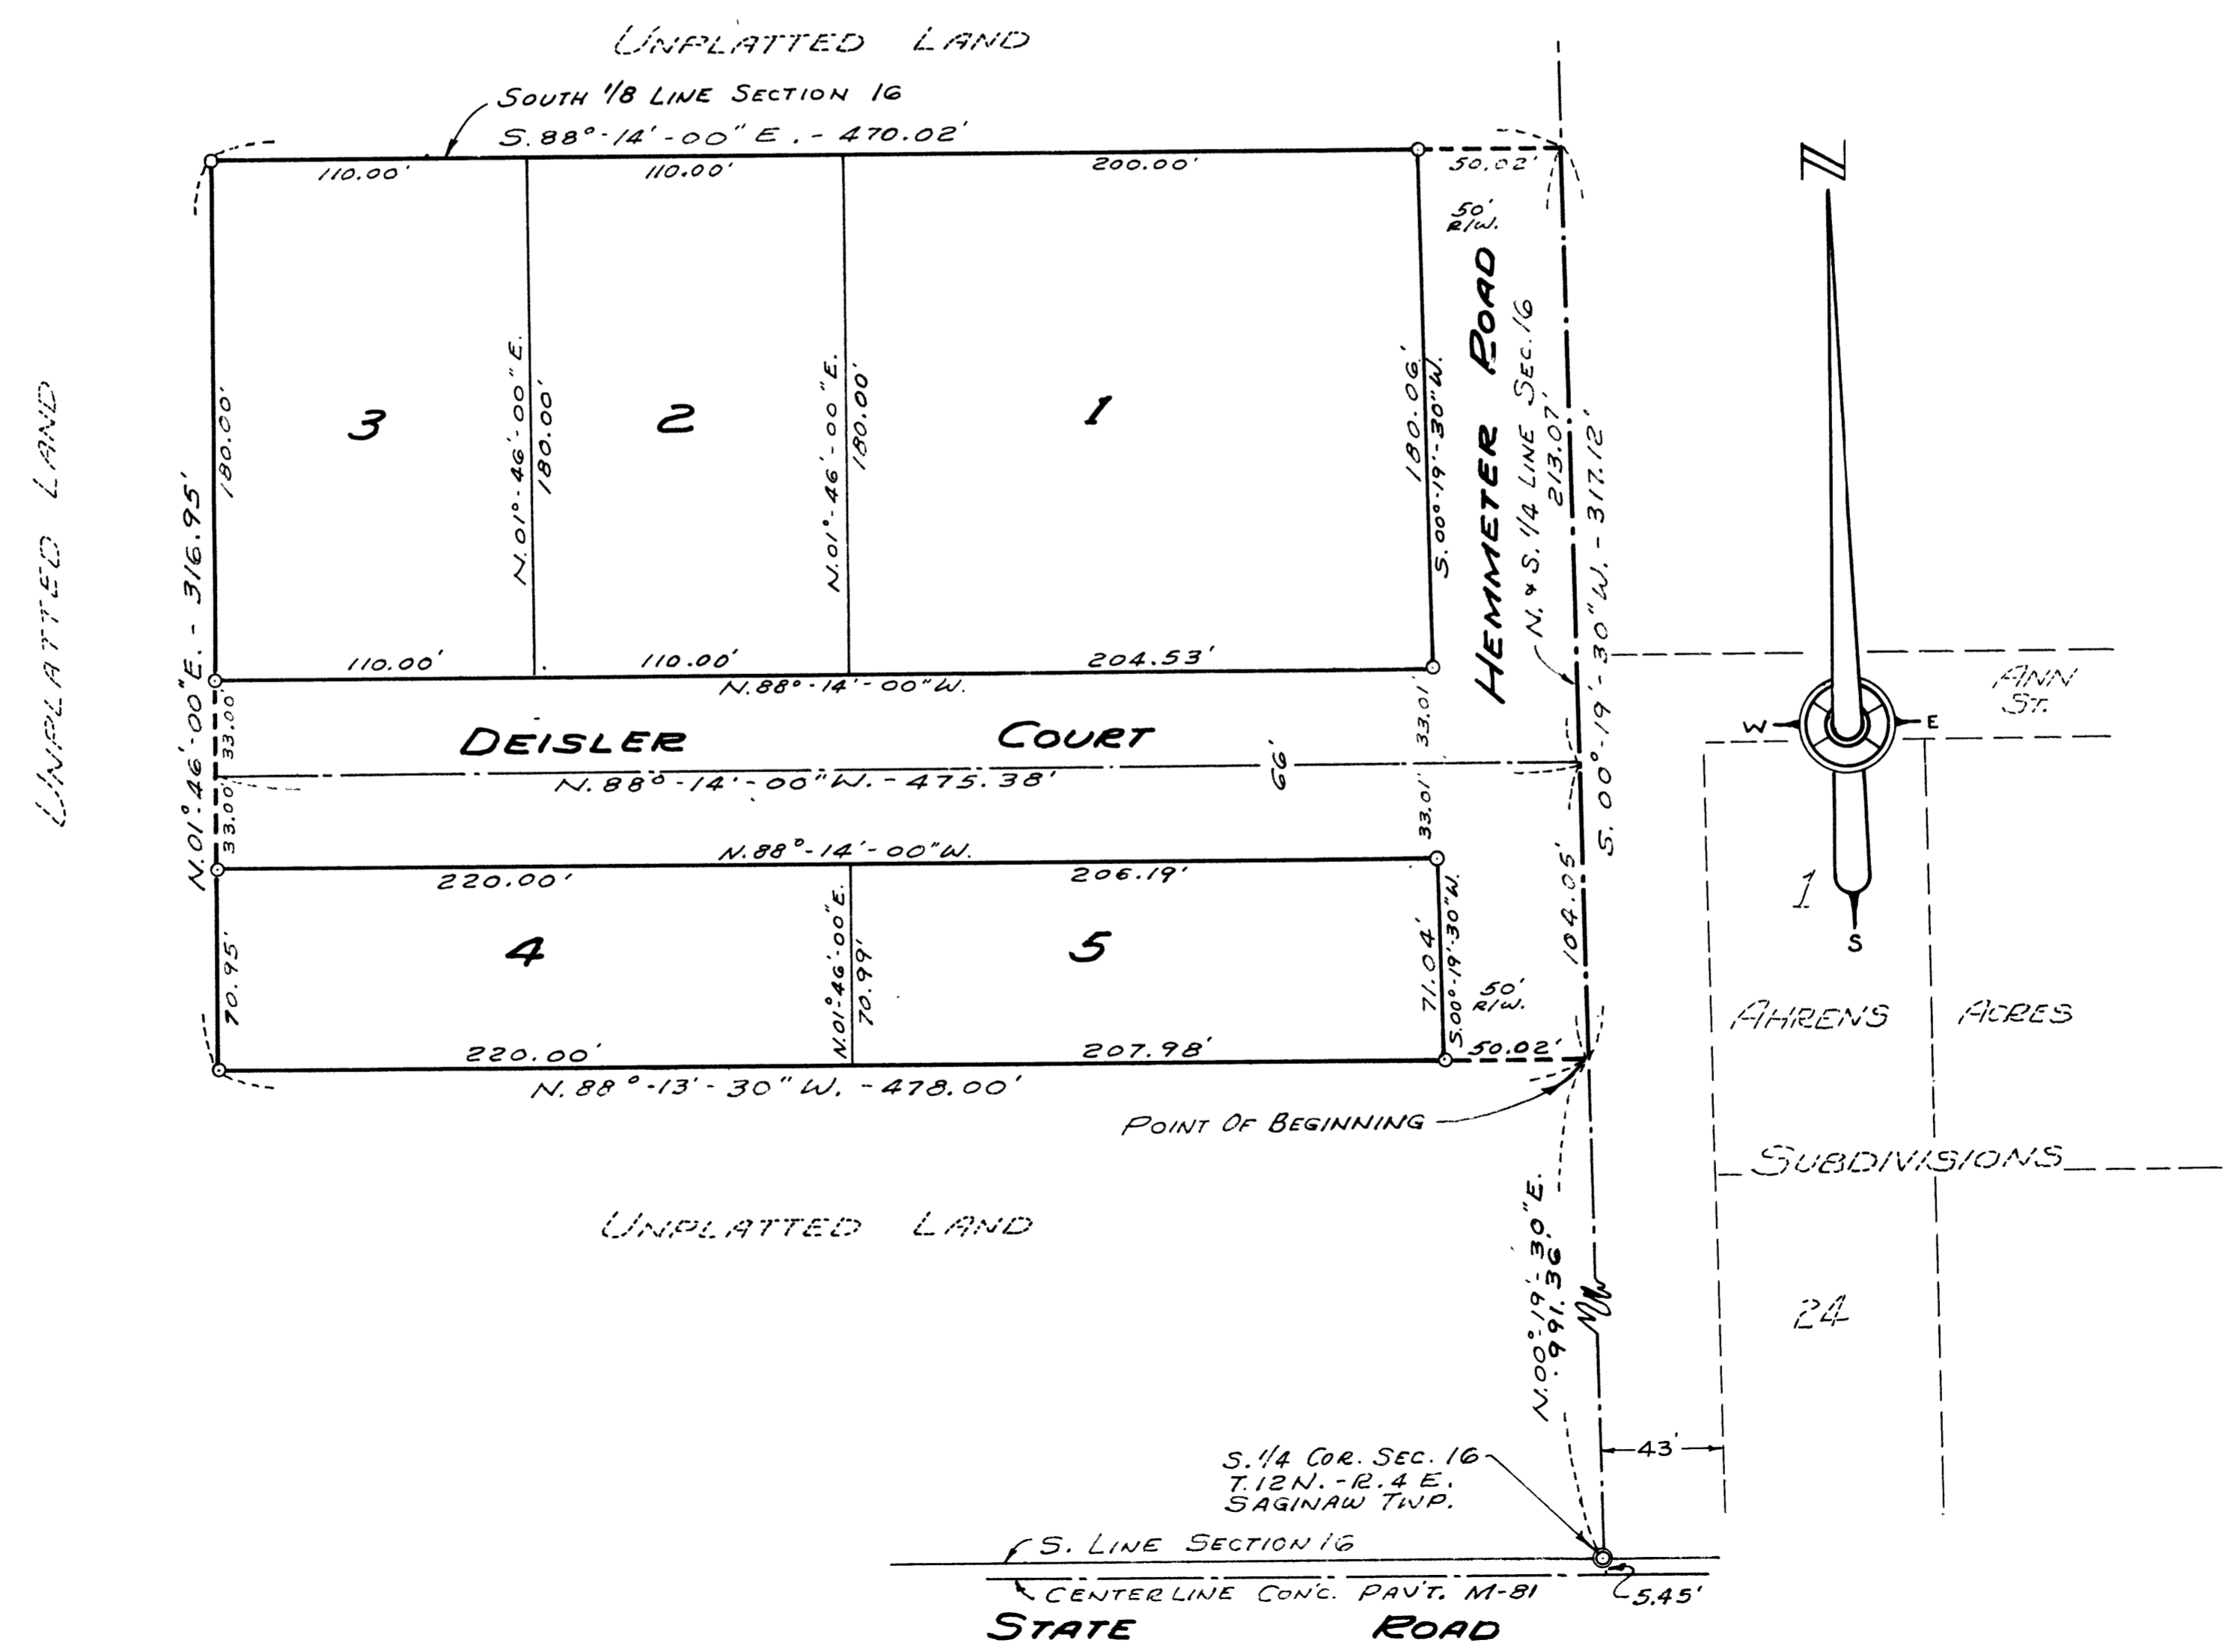 UNPLATTED LAND
SOUTH 1/8 LINE SECTION 16
S.88°-14'-00"E. - 470.02'
110.00'
110.00'
200.00'
50.02'
50'
R/W.
N
UNPLATTED LAND
N.01°-46'-00"E. - 316.95'
180.00'
3
N.01°-46'-00"E.
180.00'
2
N.01°-46'-00"E.
180.00'
1
180.06'
S.00°-19'-30"W.
HEMMETER ROAD
N. & S. 1/4 LINE SEC. 16
213.07'
S.00°-19'-30"W. - 317.12'
110.00'
110.00'
204.53'
N.88°-14'-00"W.
ANN
ST.
W
E
S
33.00'
DEISLER COURT
33.01'
N.88°-14'-00"W. - 475.38'
66'
33.00'
33.01'
N.88°-14'-00"W.
220.00'
206.19'
70.95'
4
N.01°-46'-00"E.
70.99'
5
71.04'
S.00°-19'-30"W.
104.05'
50'
R/W.
1
AHRENS ACRES
220.00'
207.98'
50.02'
N.88°-13'-30"W. - 478.00'
POINT OF BEGINNING
SUBDIVISIONS
UNPLATTED LAND
N.00°-19'-30"E.
991.36'
24
43'
S. 1/4 COR. SEC. 16
T.12N. - R.4 E.
SAGINAW TWP.
S. LINE SECTION 16
CENTERLINE CON'C. PAV'T. M-81
5.45'
STATE ROAD